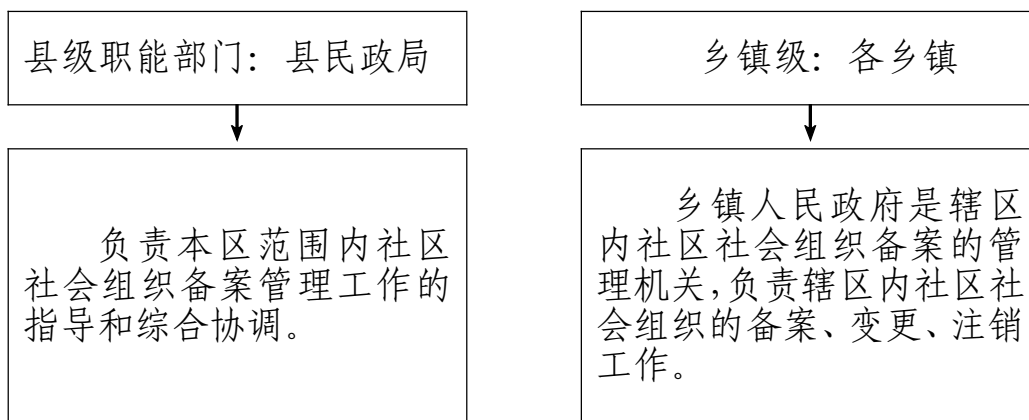 县级职能部门：县民政局
负责本区范围内社区
社会组织备案管理工作的
指导和综合协调。
乡镇级：各乡镇
乡镇人民政府是辖区
内社区社会组织备案的管
理机关，负责辖区内社区社
会组织的备案、变更、注销
工作。